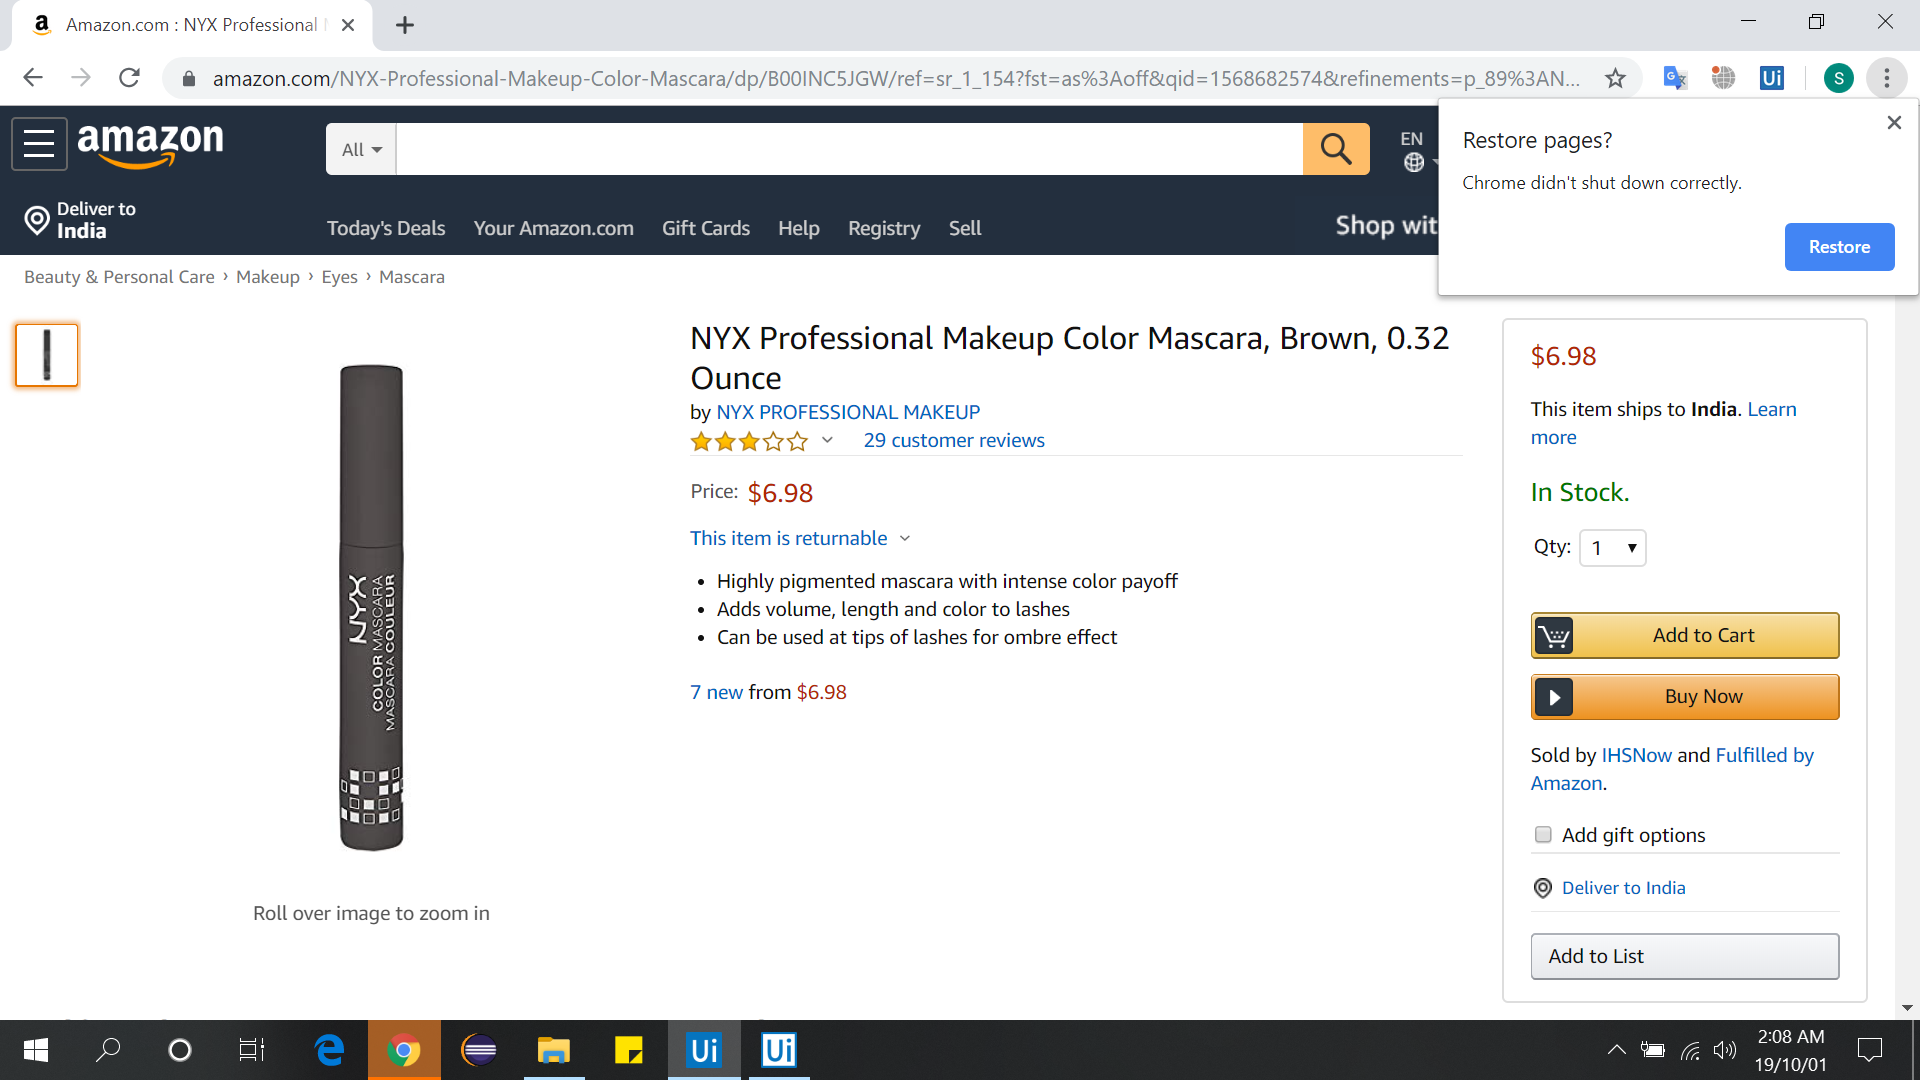 Amazon.com : NYX Professional
amazon.com/NYX-Professional-Makeup-Color-Mascara/dp/B00INC5JGW/ref=sr_1_154?fst=as%3Aoff&qid=1568682574&refinements=p_89%3AN...
Ui
S
Restore pages?
Chrome didn't shut down correctly.
Restore
amazon
All
EN
Deliver to
India
Today's Deals
Your Amazon.com
Gift Cards
Help
Registry
Sell
Shop wit
Beauty & Personal Care › Makeup › Eyes › Mascara
NYX
COLOR MASCARA
MASCARA COULEUR
Roll over image to zoom in
NYX Professional Makeup Color Mascara, Brown, 0.32
Ounce
by NYX PROFESSIONAL MAKEUP
29 customer reviews
Price: $6.98
This item is returnable
• Highly pigmented mascara with intense color payoff
• Adds volume, length and color to lashes
• Can be used at tips of lashes for ombre effect
7 new from $6.98
$6.98
This item ships to India. Learn
more
In Stock.
Qty: 1
Add to Cart
Buy Now
Sold by IHSNow and Fulfilled by
Amazon.
Add gift options
Deliver to India
Add to List
Ui
Ui
2:08 AM
19/10/01